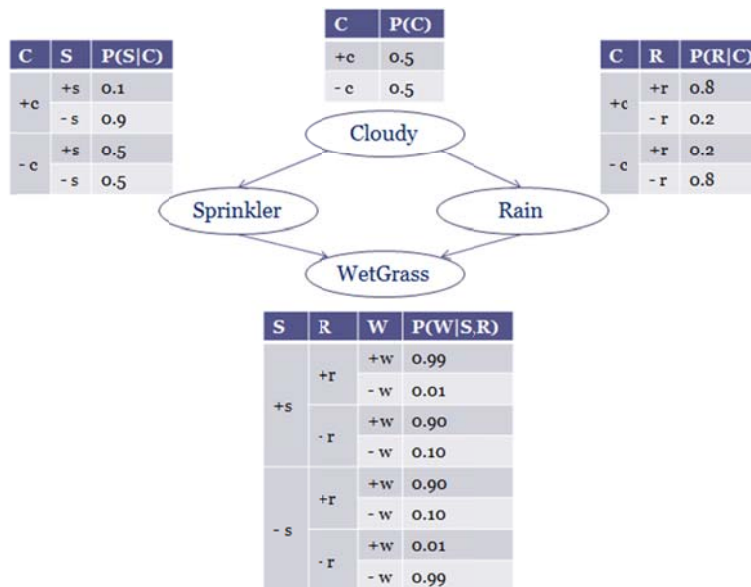 C P(C)
+c 0.5
- c 0.5
C S P(S|C)
+c +s 0.1
- s 0.9
- c +s 0.5
- s 0.5
C R P(R|C)
+c +r 0.8
- r 0.2
- c +r 0.2
- r 0.8
Cloudy
Sprinkler
Rain
WetGrass
S R W P(W|S,R)
+s +r +w 0.99
- w 0.01
- r +w 0.90
- w 0.10
- s +r +w 0.90
- w 0.10
- r +w 0.01
- w 0.99